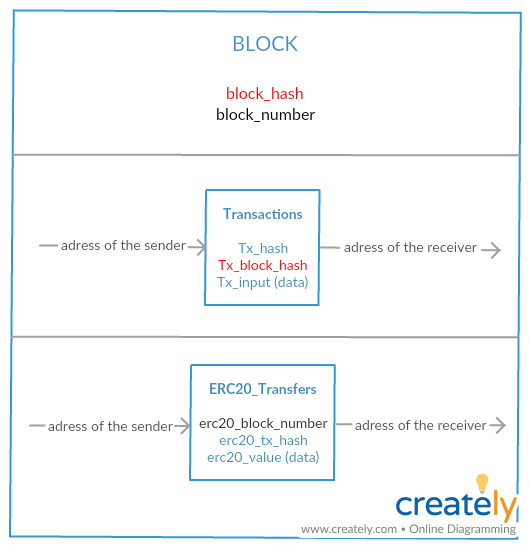 BLOCK
block_hash
block_number
Transactions
adress of the sender
Tx_hash
adress of the receiver
Tx_block_hash
Tx_input (data)
ERC20_Transfers
adress of the sender
erc20_block_number
adress of the receiver
erc20_tx_hash
erc20_value (data)
creately
www.creately.com • Online Diagramming